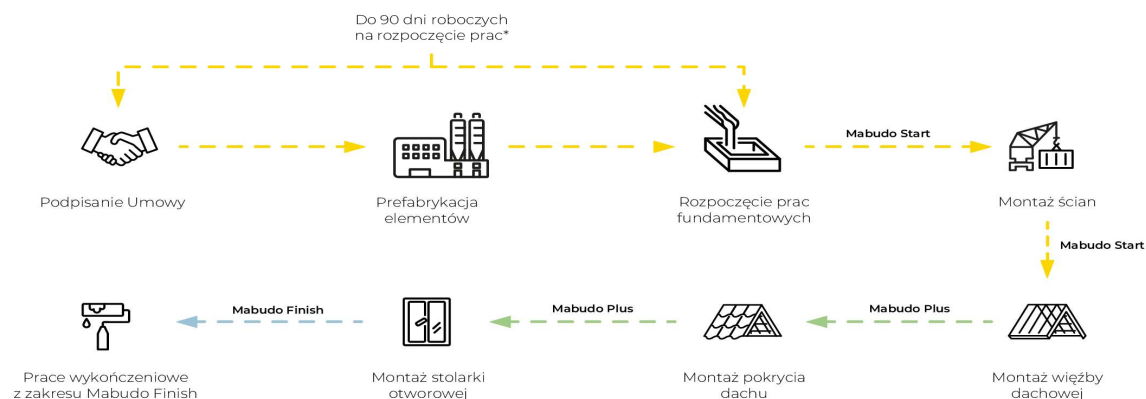 Do 90 dni roboczych
na rozpoczęcie prac*
Mabudo Start
Podpisanie Umowy
Prefabrykacja
elementów
Rozpoczęcie prac
fundamentowych
Montaż ścian
Mabudo Start
Mabudo Finish
Mabudo Plus
Mabudo Plus
Prace wykończeniowe
z zakresu Mabudo Finish
Montaż stolarki
otworowej
Montaż pokrycia
dachu
Montaż więźby
dachowej